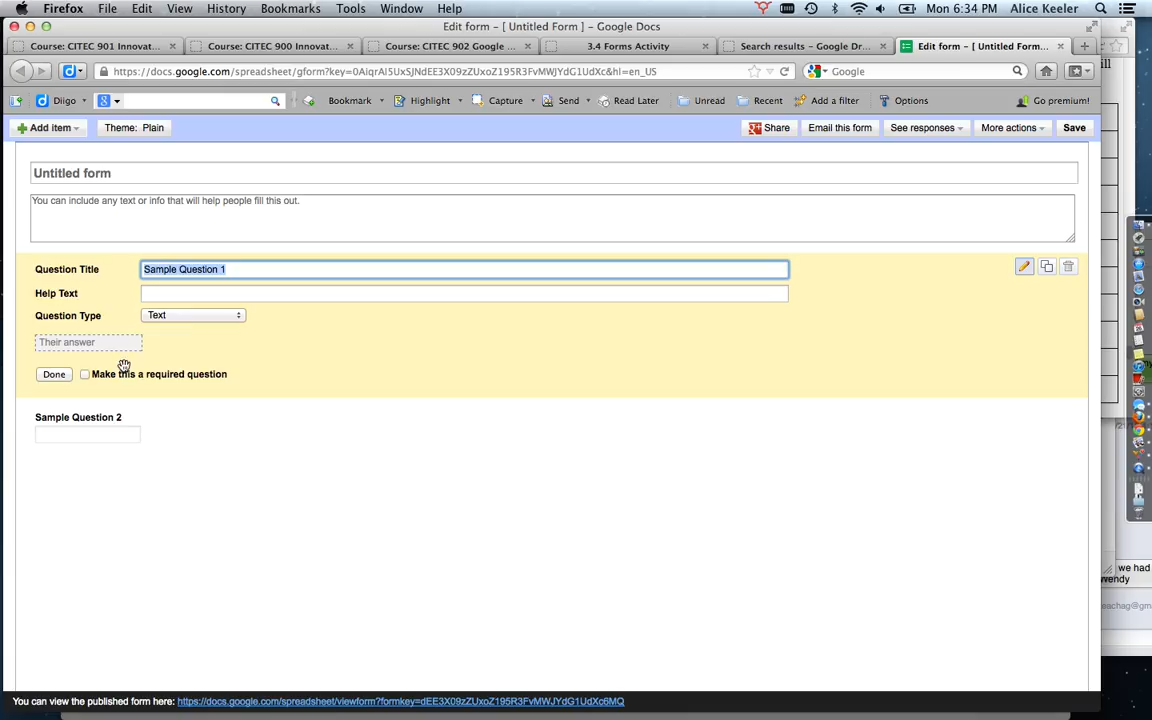 Firefox File Edit View History Bookmarks Tools Window Help Mon 6:34 PM Alice Keeler
Edit form – [ Untitled Form ] – Google Docs
Course: CITEC 901 Innovat... Course: CITEC 900 Innovat... Course: CITEC 902 Google ... 3.4 Forms Activity Search results – Google Dr... Edit form – [ Untitled Form...
https://docs.google.com/spreadsheet/gform?key=0AiqrAI5UxSJNdEE3X09zZUxoZ195R3FvMWJYdG1UdXc&hl=en_US Google
Diigo Bookmark Highlight Capture Send Read Later Unread Recent Add a filter Options Go premium!
Add item Theme: Plain Share Email this form See responses More actions Save
Untitled form
You can include any text or info that will help people fill this out.
Question Title Sample Question 1
Help Text
Question Type Text
Their answer
Done Make this a required question
Sample Question 2
we had
You can view the published form here: https://docs.google.com/spreadsheet/viewform?formkey=dEE3X09zZUxoZ195R3FvMWJYdG1UdXc6MQ